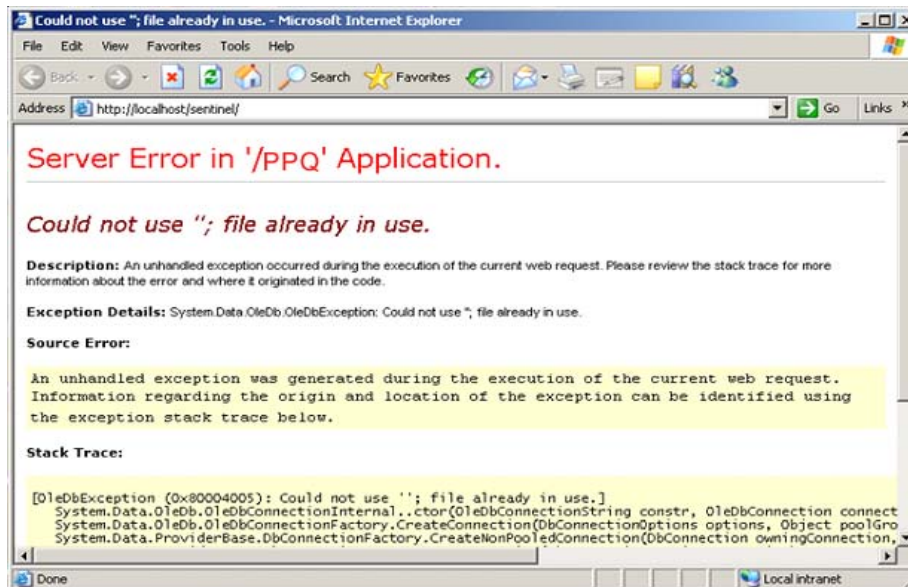 Could not use ''; file already in use. - Microsoft Internet Explorer
File Edit View Favorites Tools Help
Back Search Favorites
Address http://localhost/sentinel/ Go Links »
Server Error in '/PPQ' Application.
Could not use ''; file already in use.
Description: An unhandled exception occurred during the execution of the current web request. Please review the stack trace for more
information about the error and where it originated in the code.
Exception Details: System.Data.OleDb.OleDbException: Could not use ''; file already in use.
Source Error:
An unhandled exception was generated during the execution of the current web request.
Information regarding the origin and location of the exception can be identified using
the exception stack trace below.
Stack Trace:
[OleDbException (0x80004005): Could not use ''; file already in use.]
System.Data.OleDb.OleDbConnectionInternal..ctor(OleDbConnectionString constr, OleDbConnection connect
System.Data.OleDb.OleDbConnectionFactory.CreateConnection(DbConnectionOptions options, Object poolGro
System.Data.ProviderBase.DbConnectionFactory.CreateNonPooledConnection(DbConnection owningConnection,
Done Local intranet